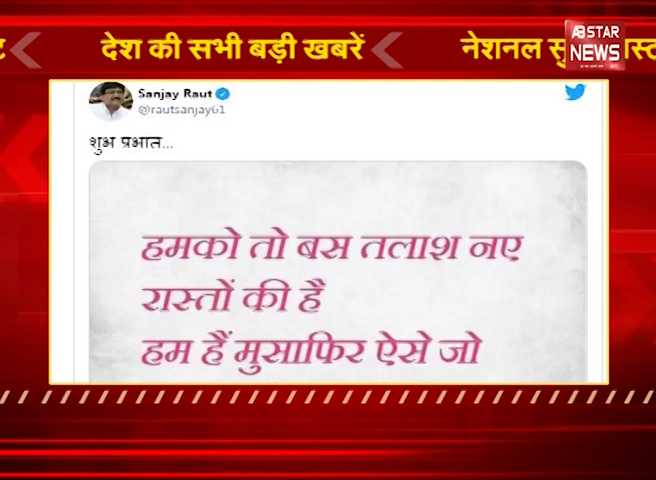 देश की सभी बड़ी खबरें
नेशनल
AB STAR
NEWS
Sanjay Raut
@rautsanjay61
शुभ प्रभात...
हमको तो बस तलाश नए
रास्तों की है
हम हैं मुसाफिर ऐसे जो